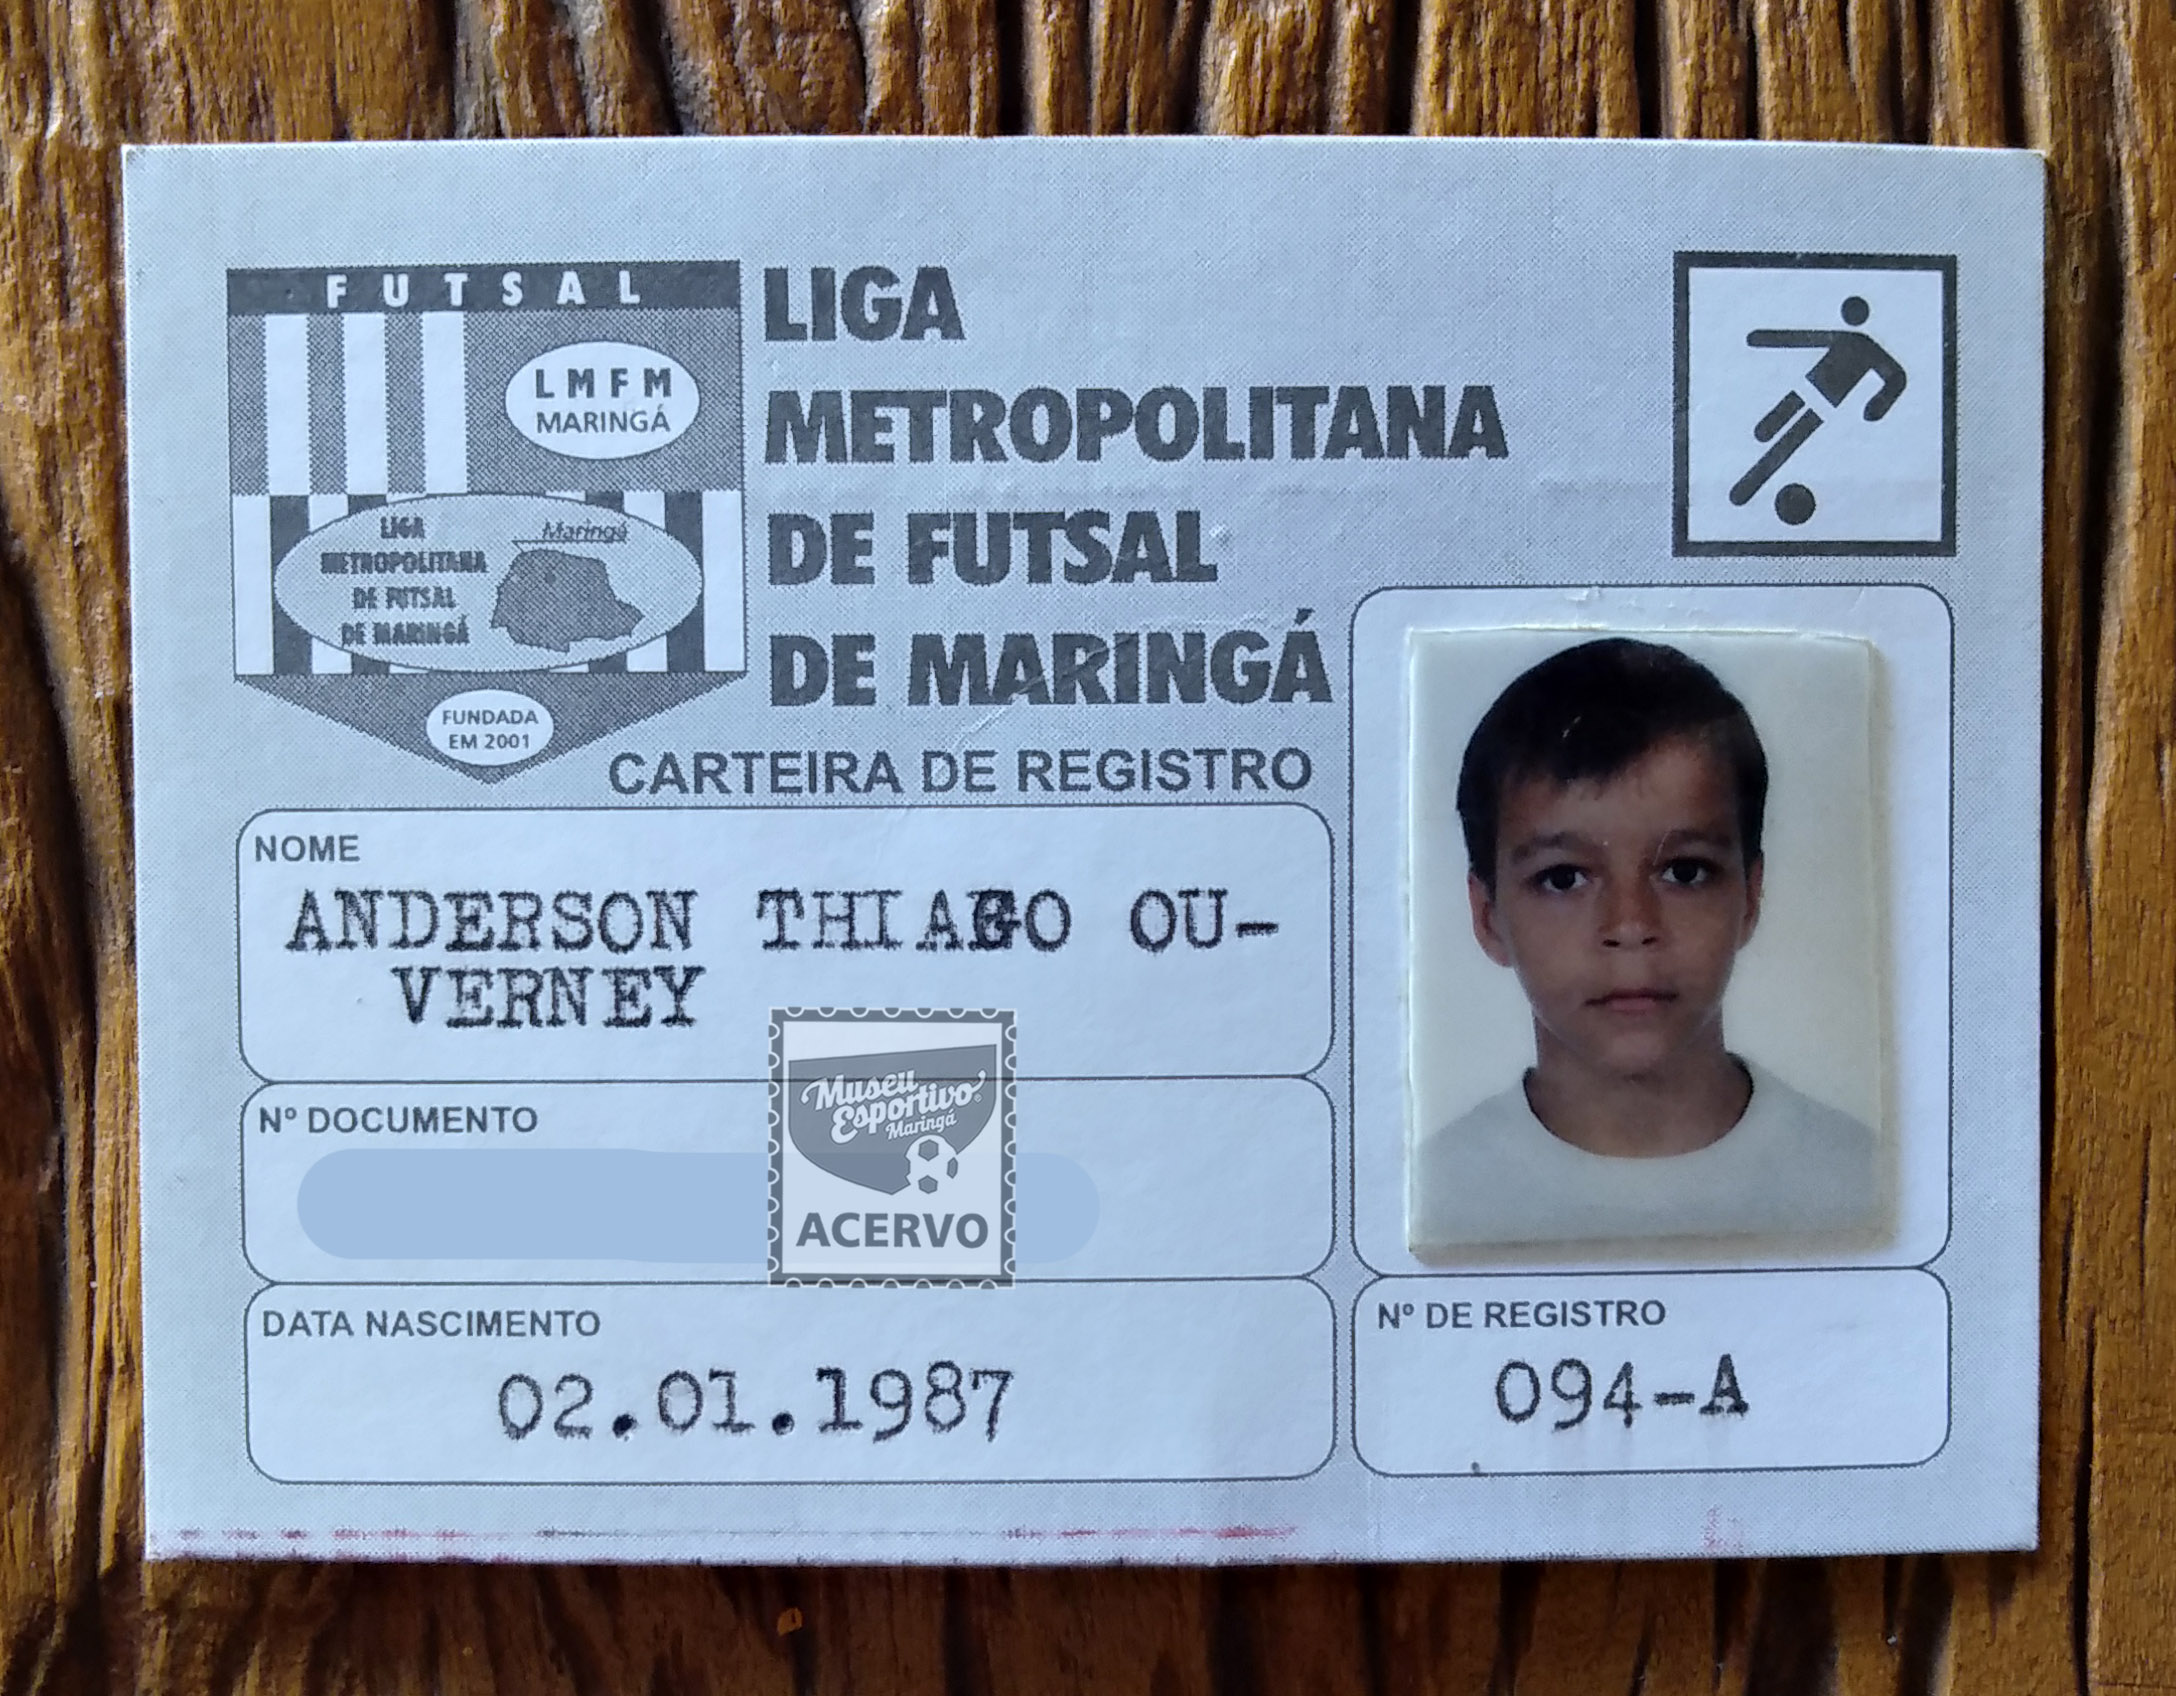 FUTSAL
LMFM
MARINGÁ
LIGA
METROPOLITANA
DE FUTSAL
DE MARINGÁ
Maringá
FUNDADA
EM 2001
LIGA
METROPOLITANA
DE FUTSAL
DE MARINGÁ
CARTEIRA DE REGISTRO
NOME
ANDERSON THIAGO OU-
VERNEY
Nº DOCUMENTO
Museu
Esportivo
Maringá
ACERVO
DATA NASCIMENTO
02.01.1987
Nº DE REGISTRO
094-A